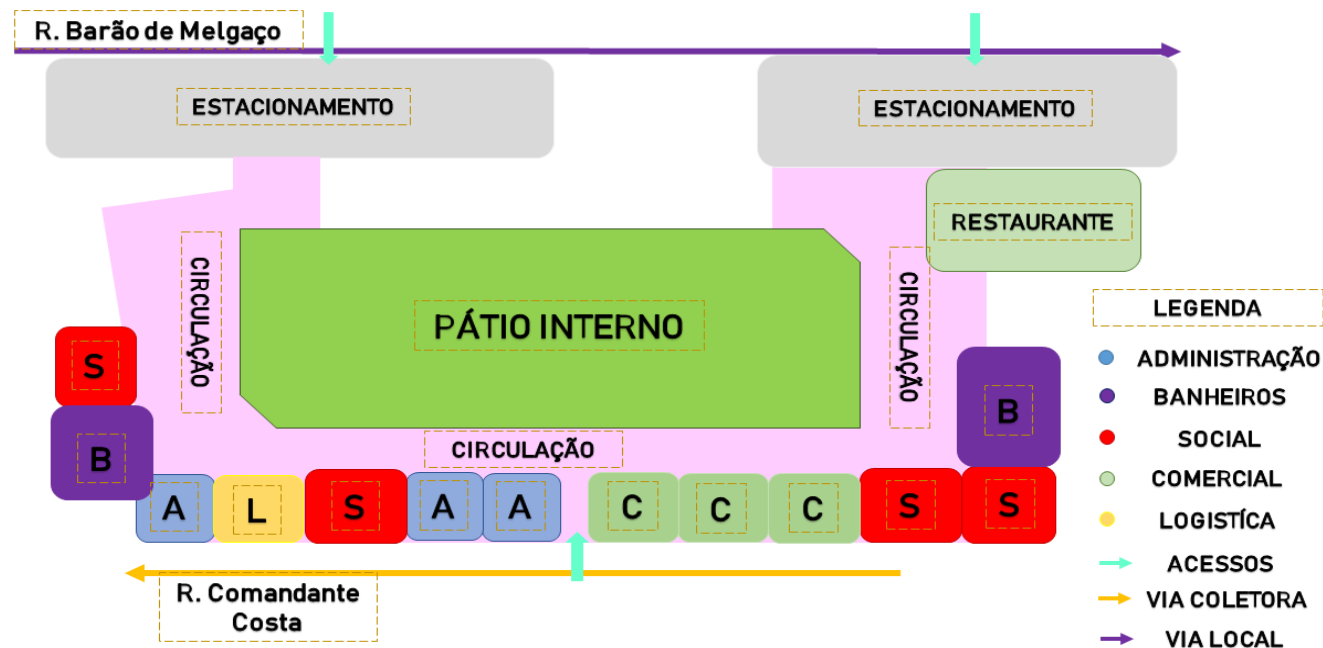 R. Barão de Melgaço
ESTACIONAMENTO
ESTACIONAMENTO
RESTAURANTE
CIRCULAÇÃO
PÁTIO INTERNO
CIRCULAÇÃO
CIRCULAÇÃO
S
B
B
A
L
S
A
A
C
C
C
S
S
R. Comandante
Costa
LEGENDA
ADMINISTRAÇÃO
BANHEIROS
SOCIAL
COMERCIAL
LOGISTÍCA
ACESSOS
VIA COLETORA
VIA LOCAL